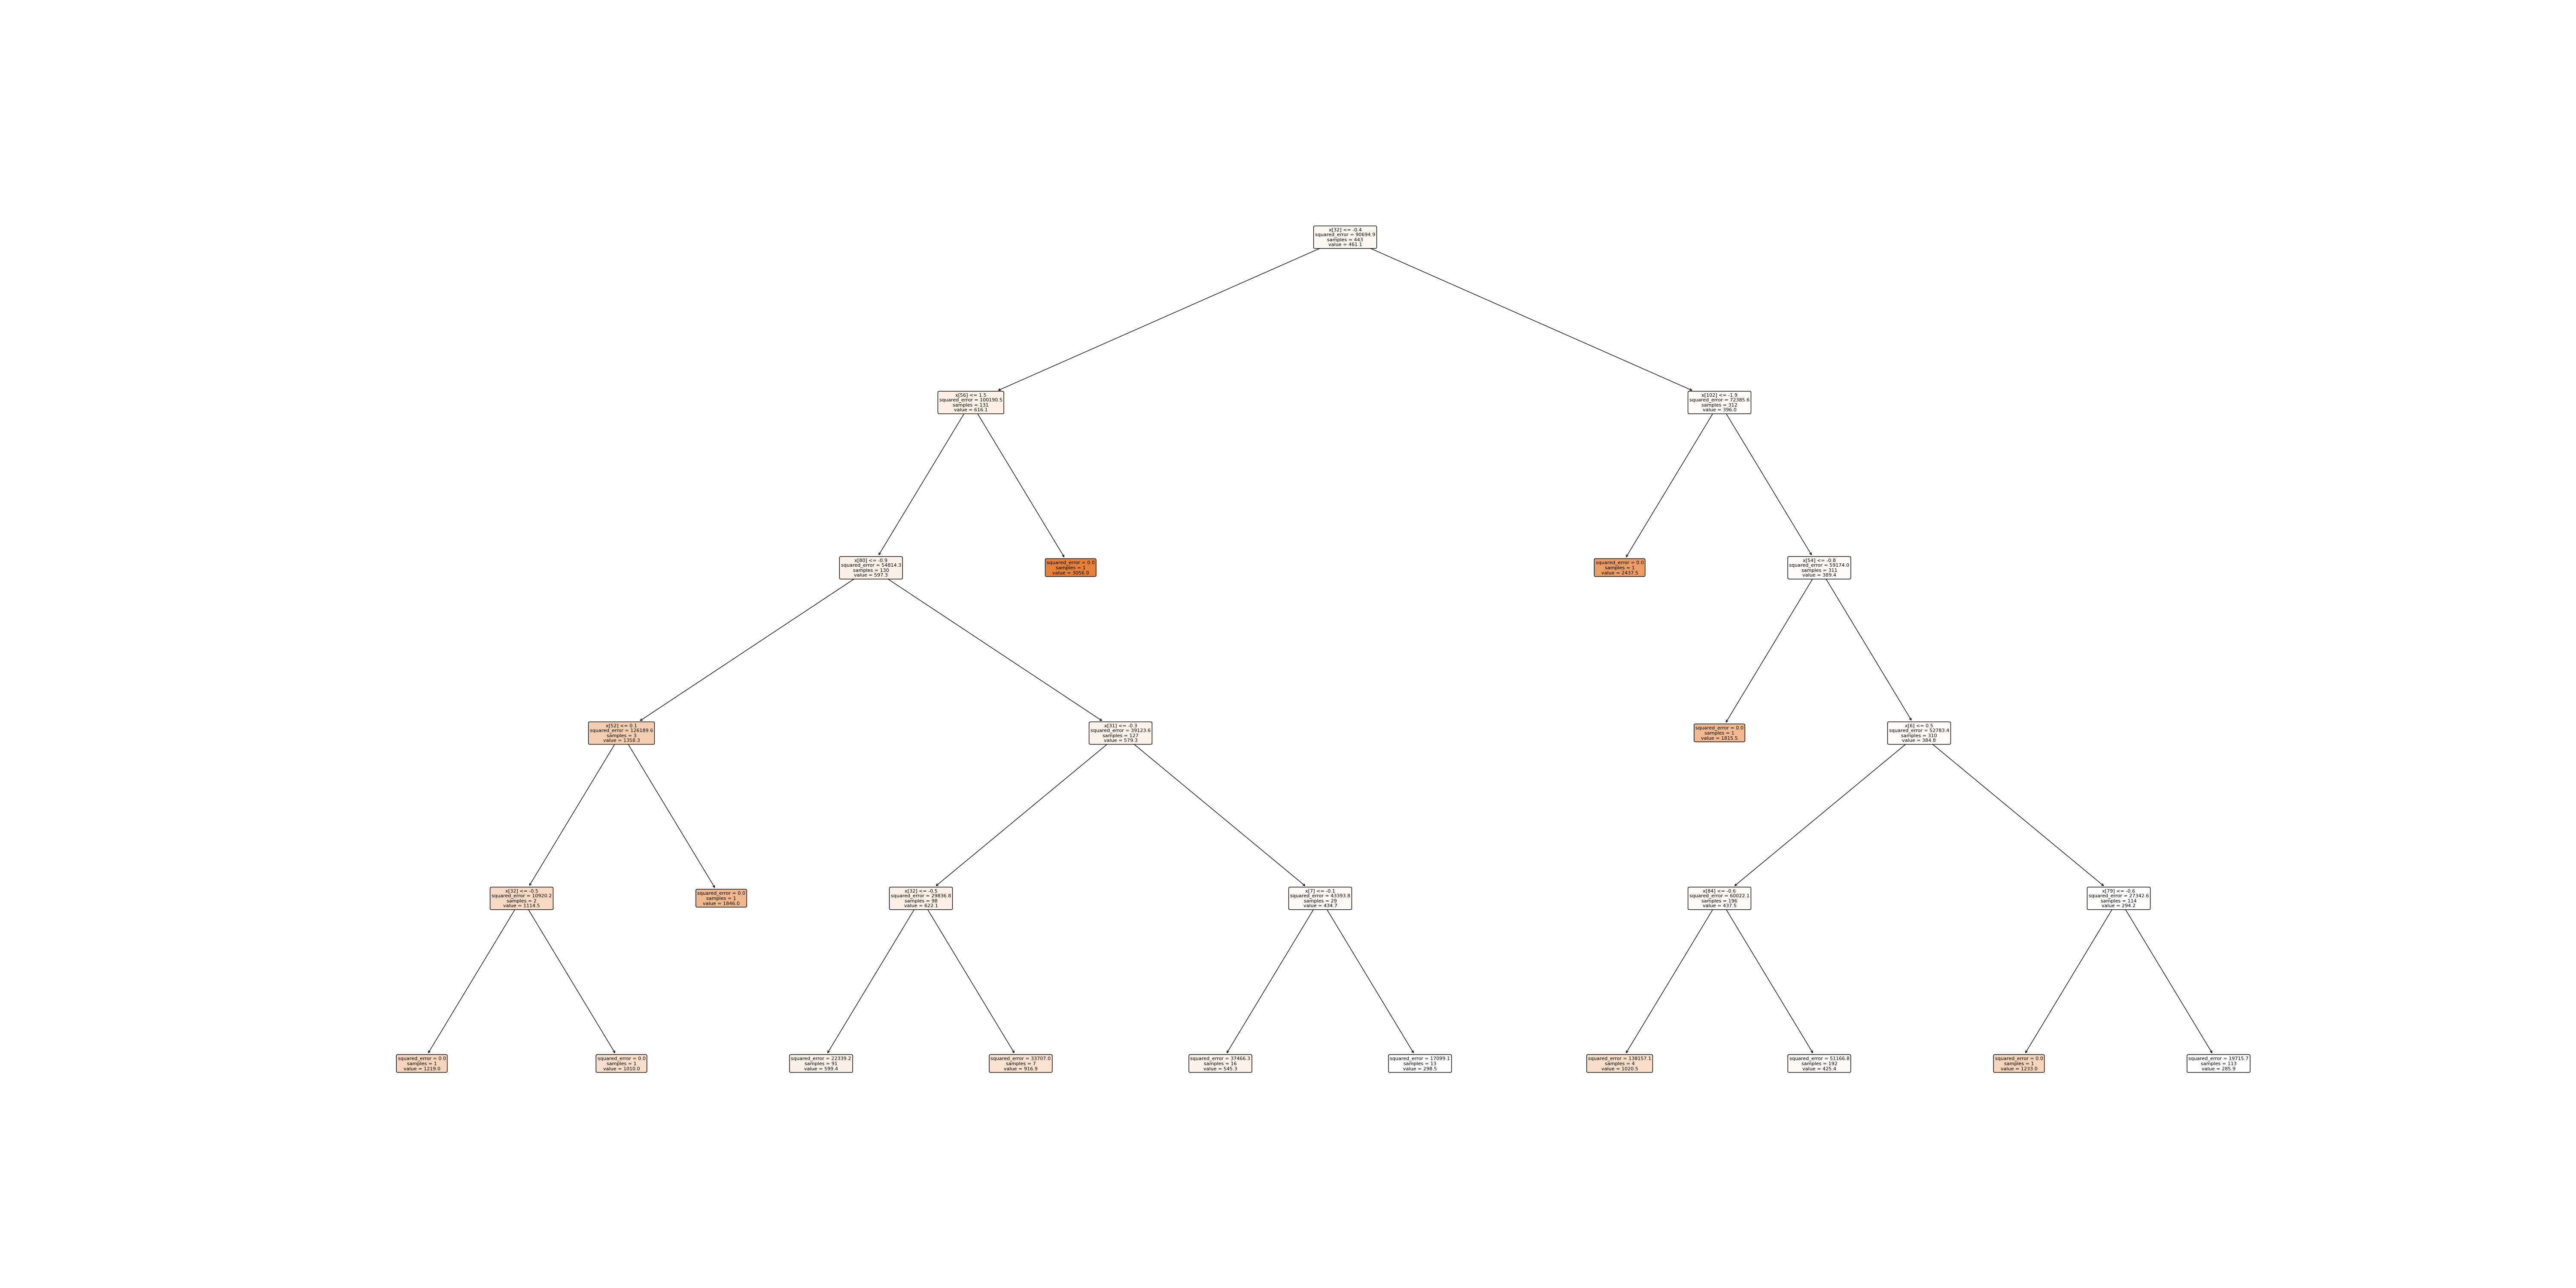 x[32] <= -0.4
squared_error = 90694.9
samples = 443
value = 461.1
x[56] <= 1.5
squared_error = 100190.5
samples = 131
value = 616.1
x[102] <= -1.9
squared_error = 72385.6
samples = 312
value = 396.0
x[80] <= -0.9
squared_error = 54814.3
samples = 130
value = 597.3
squared_error = 0.0
samples = 1
value = 3056.0
squared_error = 0.0
samples = 1
value = 2437.5
x[54] <= -0.8
squared_error = 59174.0
samples = 311
value = 389.4
x[52] <= 0.1
squared_error = 126189.6
samples = 3
value = 1358.3
x[31] <= -0.3
squared_error = 39123.6
samples = 127
value = 579.3
squared_error = 0.0
samples = 1
value = 1815.5
x[6] <= 0.5
squared_error = 52783.4
samples = 310
value = 384.8
x[32] <= -0.5
squared_error = 10920.2
samples = 2
value = 1114.5
squared_error = 0.0
samples = 1
value = 1846.0
x[32] <= -0.5
squared_error = 29836.8
samples = 98
value = 622.1
x[7] <= -0.1
squared_error = 43393.8
samples = 29
value = 434.7
x[84] <= -0.6
squared_error = 60022.1
samples = 196
value = 437.5
x[79] <= -0.6
squared_error = 27342.6
samples = 114
value = 294.2
squared_error = 0.0
samples = 1
value = 1219.0
squared_error = 0.0
samples = 1
value = 1010.0
squared_error = 22339.2
samples = 91
value = 599.4
squared_error = 33707.0
samples = 7
value = 916.9
squared_error = 37466.3
samples = 16
value = 545.3
squared_error = 17099.1
samples = 13
value = 298.5
squared_error = 138157.1
samples = 4
value = 1020.5
squared_error = 51166.8
samples = 192
value = 425.4
squared_error = 0.0
samples = 1
value = 1233.0
squared_error = 19715.7
samples = 113
value = 285.9